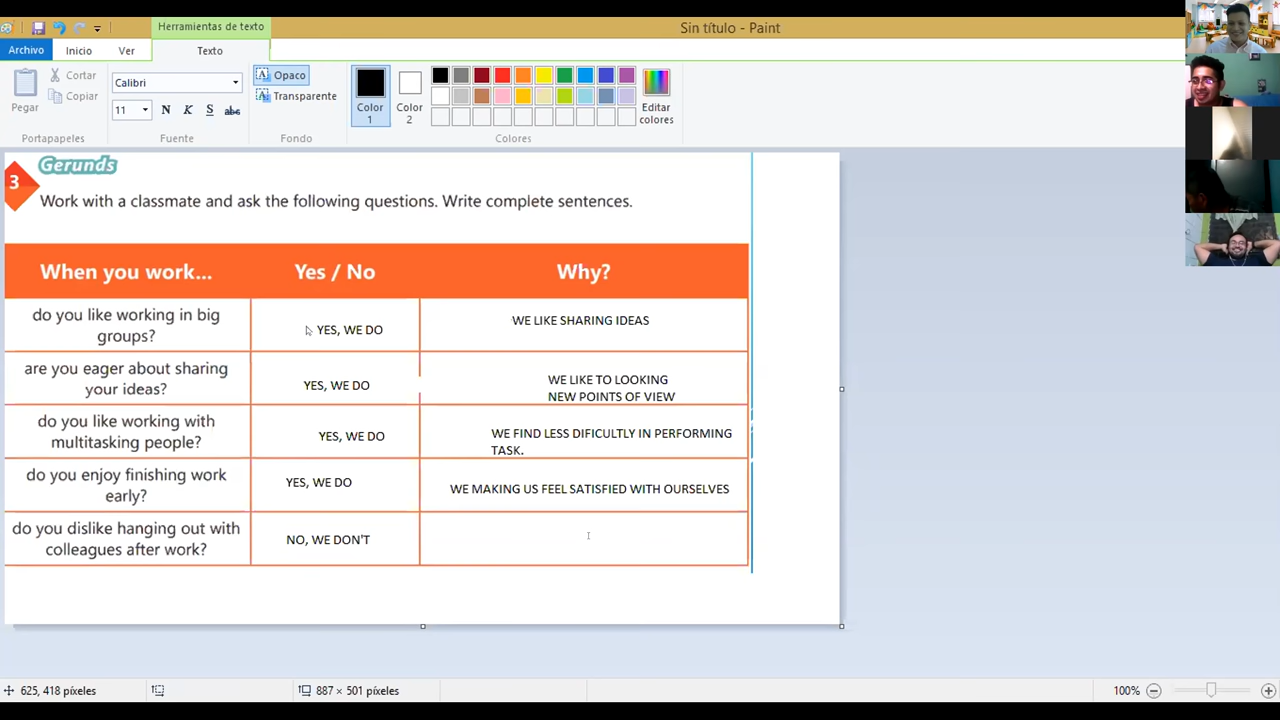 Herramientas de texto
Sin título - Paint
Archivo
Inicio
Ver
Texto
Pegar
Cortar
Copiar
Portapapeles
Calibri
11
N
K
S
abc
Fuente
Opaco
Transparente
Fondo
Color
1
Color
2
Editar
colores
Colores
Gerunds
3
Work with a classmate and ask the following questions. Write complete sentences.
When you work...
Yes / No
Why?
do you like working in big
groups?
YES, WE DO
WE LIKE SHARING IDEAS
are you eager about sharing
your ideas?
YES, WE DO
WE LIKE TO LOOKING
NEW POINTS OF VIEW
do you like working with
multitasking people?
YES, WE DO
WE FIND LESS DIFICULTLY IN PERFORMING
TASK.
do you enjoy finishing work
early?
YES, WE DO
WE MAKING US FEEL SATISFIED WITH OURSELVES
do you dislike hanging out with
colleagues after work?
NO, WE DON'T
625, 418 píxeles
887 × 501 píxeles
100%